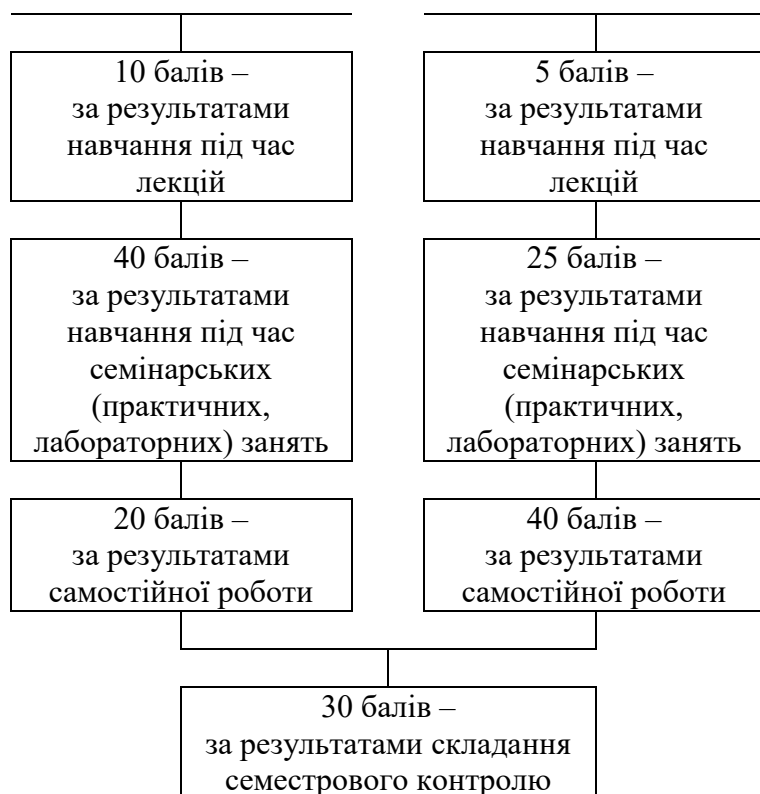 10 балів –
за результатами
навчання під час
лекцій
5 балів –
за результатами
навчання під час
лекцій
40 балів –
за результатами
навчання під час
семінарських
(практичних,
лабораторних) занять
25 балів –
за результатами
навчання під час
семінарських
(практичних,
лабораторних) занять
20 балів –
за результатами
самостійної роботи
40 балів –
за результатами
самостійної роботи
30 балів –
за результатами складання
семестрового контролю